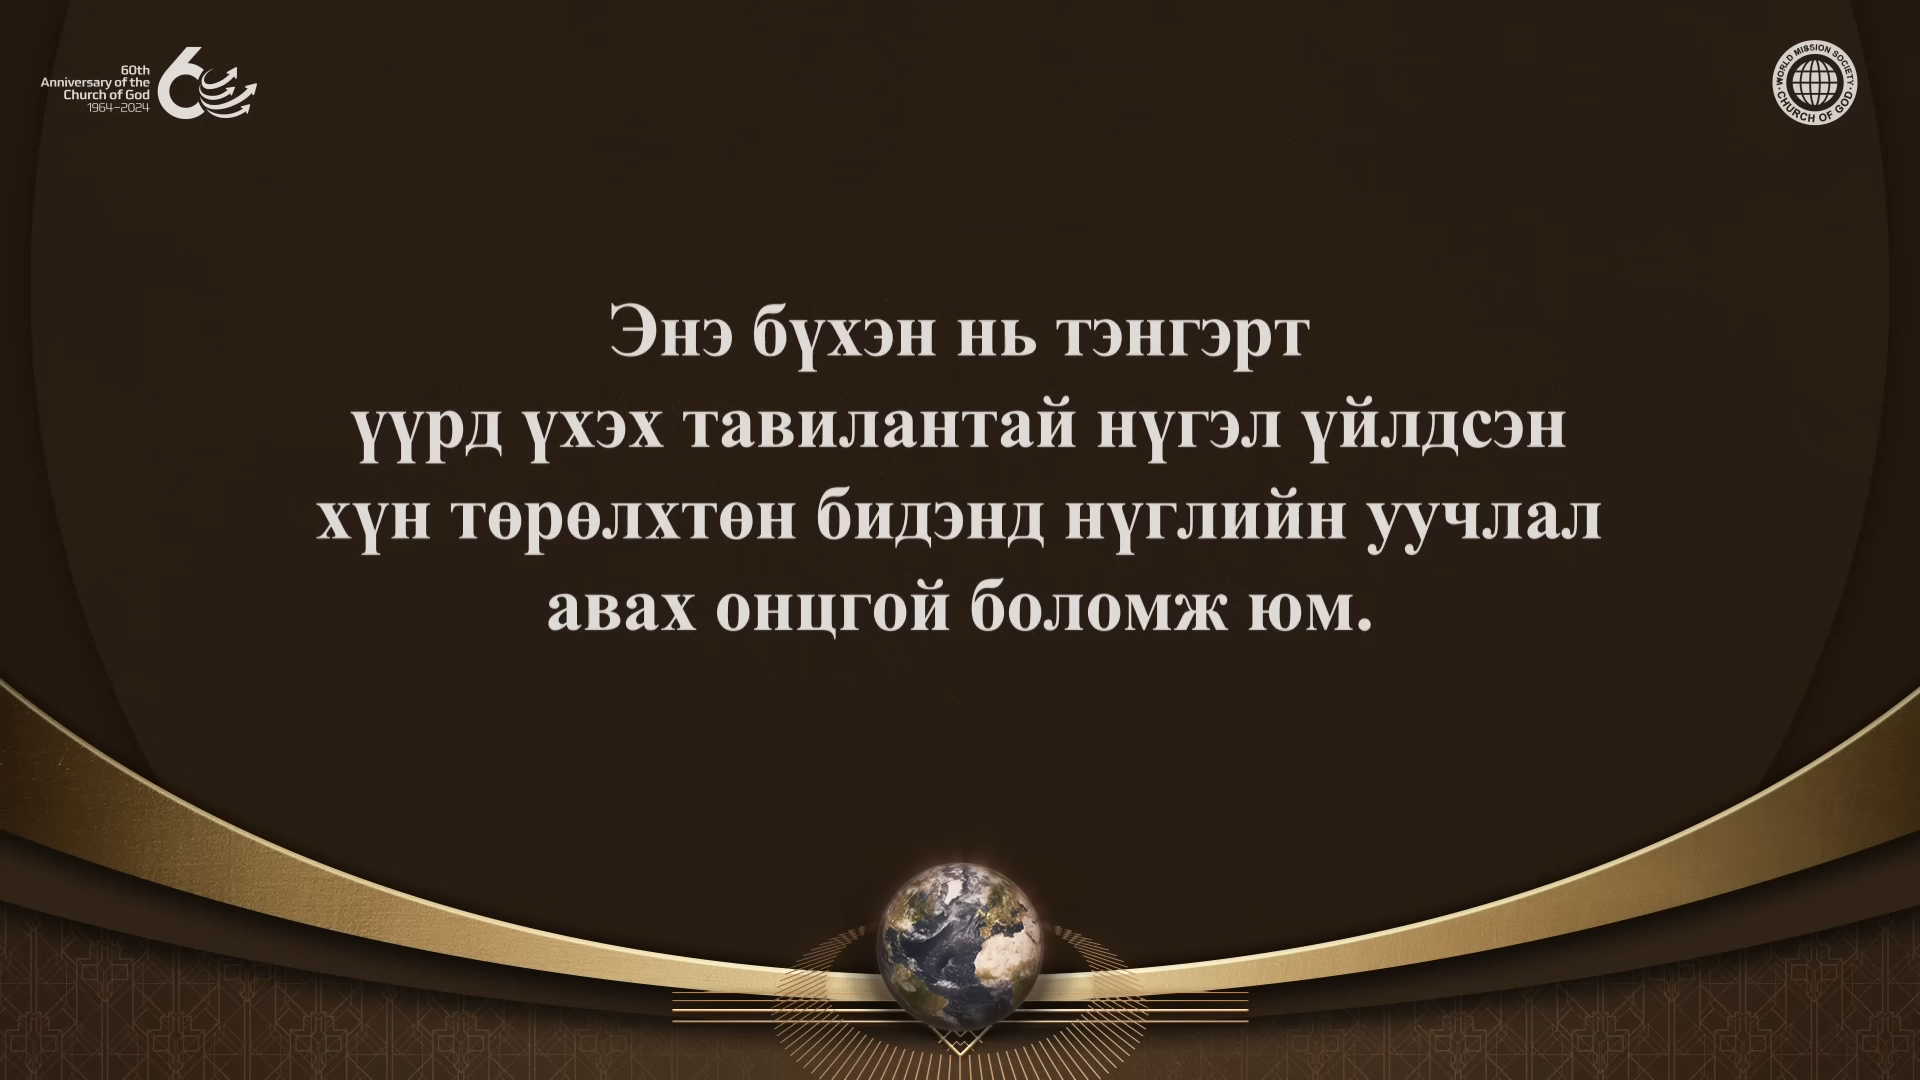 60th
Anniversary of the
Church of God
1964–2024
60
WORLD MISSION SOCIETY
CHURCH OF GOD
Энэ бүхэн нь тэнгэрт
үүрд үхэх тавилантай нүгэл үйлдсэн
хүн төрөлхтөн бидэнд нүглийн уучлал
авах онцгой боломж юм.